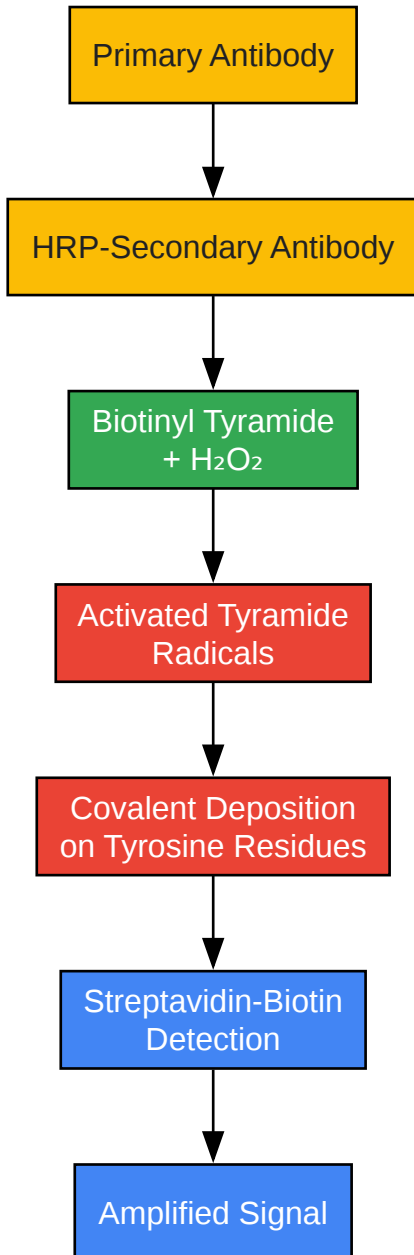 Primary Antibody
HRP-Secondary Antibody
Biotinyl Tyramide
+ H₂O₂
Activated Tyramide
Radicals
Covalent Deposition
on Tyrosine Residues
Streptavidin-Biotin
Detection
Amplified Signal